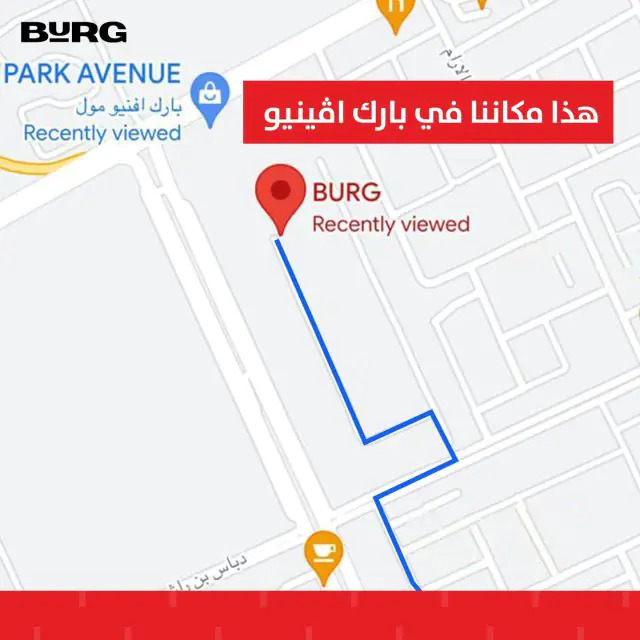 BURG
PARK AVENUE
بارك افنيو مول
Recently viewed
هذا مكاننا في بارك اڤينيو
BURG
Recently viewed
الارام
دباس بن راش